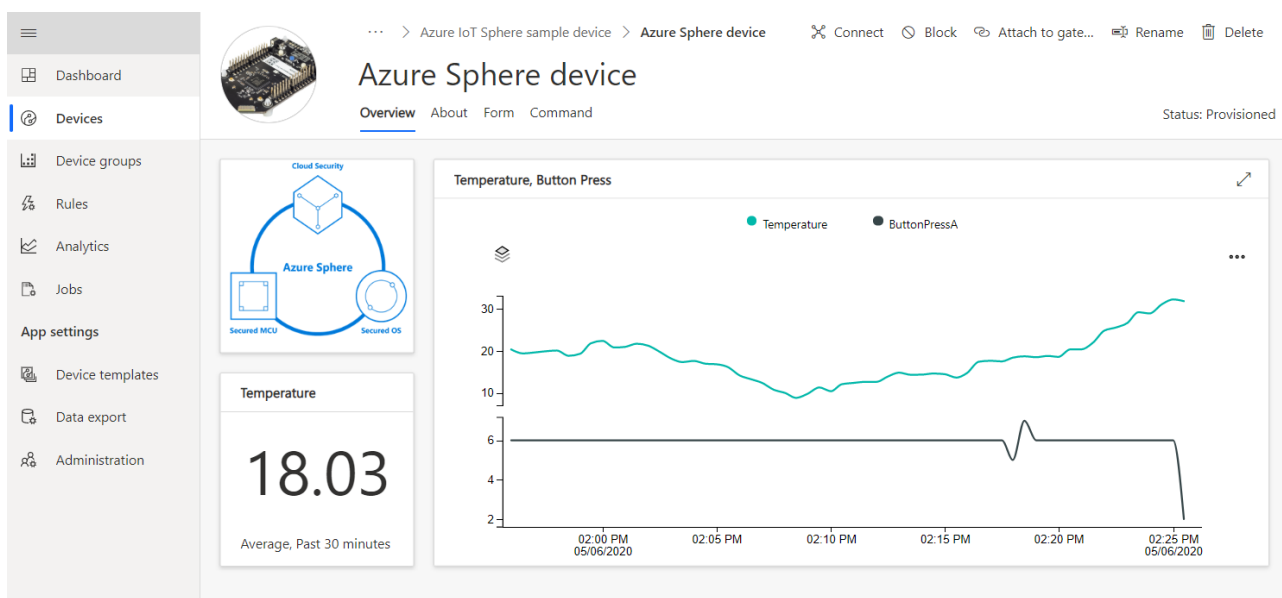 ··· > Azure IoT Sphere sample device > Azure Sphere device
Connect Block Attach to gate... Rename Delete
Azure Sphere device
Overview About Form Command
Status: Provisioned
Dashboard
Devices
Device groups
Rules
Analytics
Jobs
App settings
Device templates
Data export
Administration
Cloud Security
Azure Sphere
Secured MCU Secured OS
Temperature
18.03
Average, Past 30 minutes
Temperature, Button Press
Temperature ButtonPressA
30
20
10
6
4
2
02:00 PM 02:05 PM 02:10 PM 02:15 PM 02:20 PM 02:25 PM
05/06/2020 05/06/2020